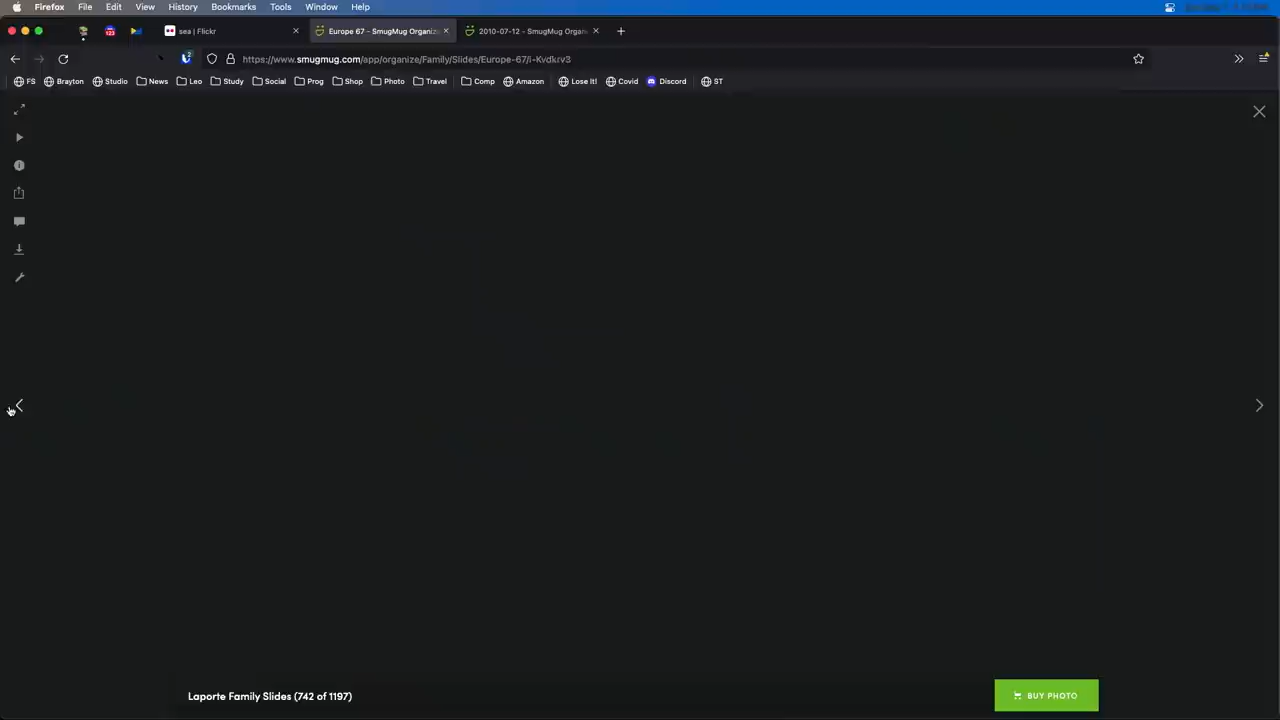 Firefox File Edit View History Bookmarks Tools Window Help
sea | Flickr
Europe 67 - SmugMug Organiz
2010-07-12 - SmugMug Organ
https://www.smugmug.com/app/organize/Family/Slides/Europe-67/i-Kvdkrv3
FS Brayton Studio News Leo Study Social Prog Shop Photo Travel Comp Amazon Lose It! Covid Discord ST
Laporte Family Slides (742 of 1197)
BUY PHOTO